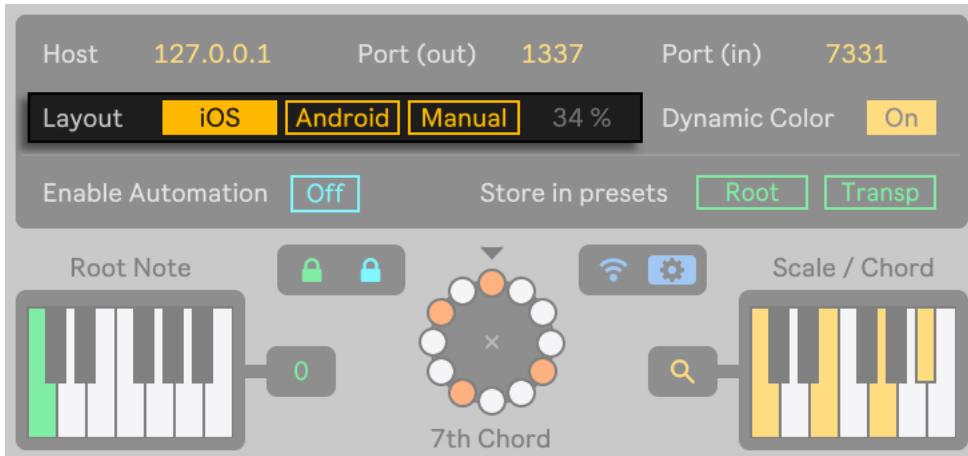 Host 127.0.0.1 Port (out) 1337 Port (in) 7331
Layout iOS Android Manual 34 % Dynamic Color On
Enable Automation Off Store in presets Root Transp
Root Note Scale / Chord
0
7th Chord